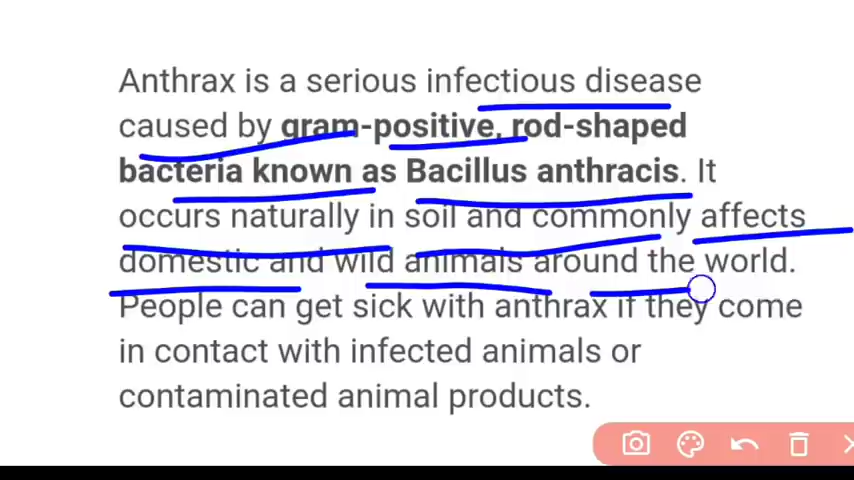 Anthrax is a serious infectious disease
caused by gram-positive, rod-shaped
bacteria known as Bacillus anthracis. It
occurs naturally in soil and commonly affects
domestic and wild animals around the world.
People can get sick with anthrax if they come
in contact with infected animals or
contaminated animal products.